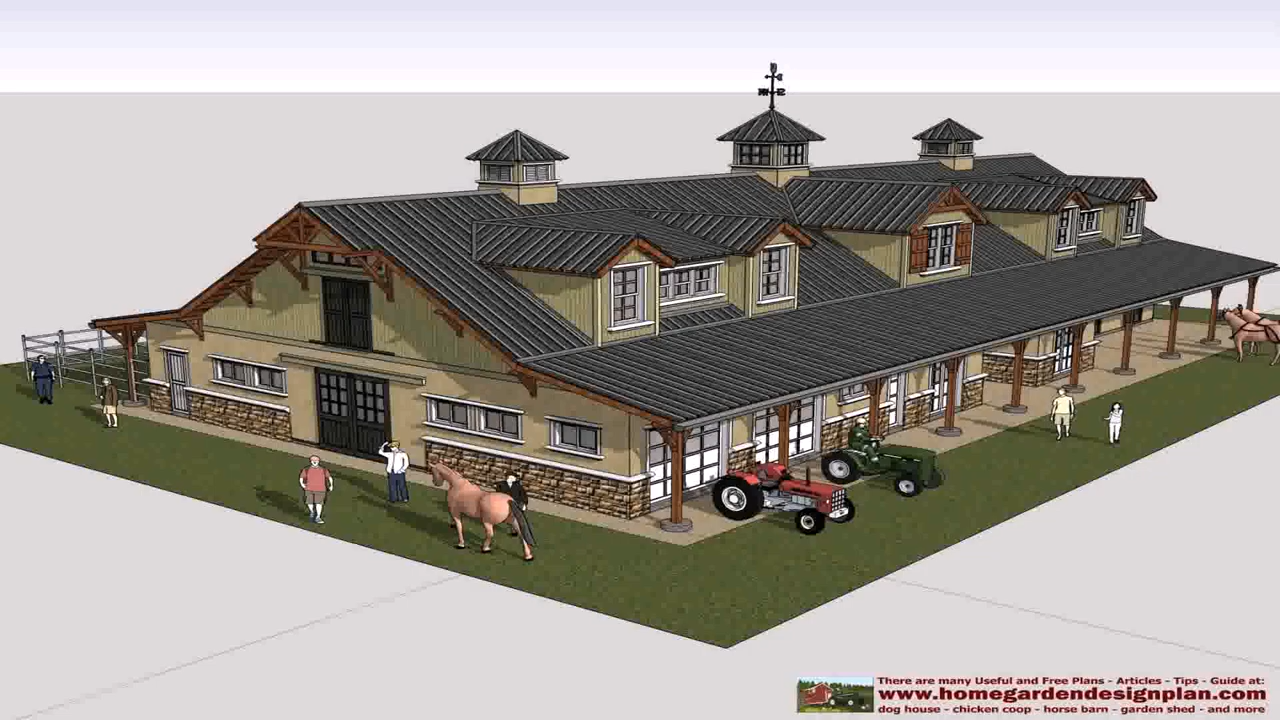 There are many Useful and Free Plans - Articles - Tips - Guide at:
www.homegardendesignplan.com
dog house - chicken coop - horse barn - garden shed - and more